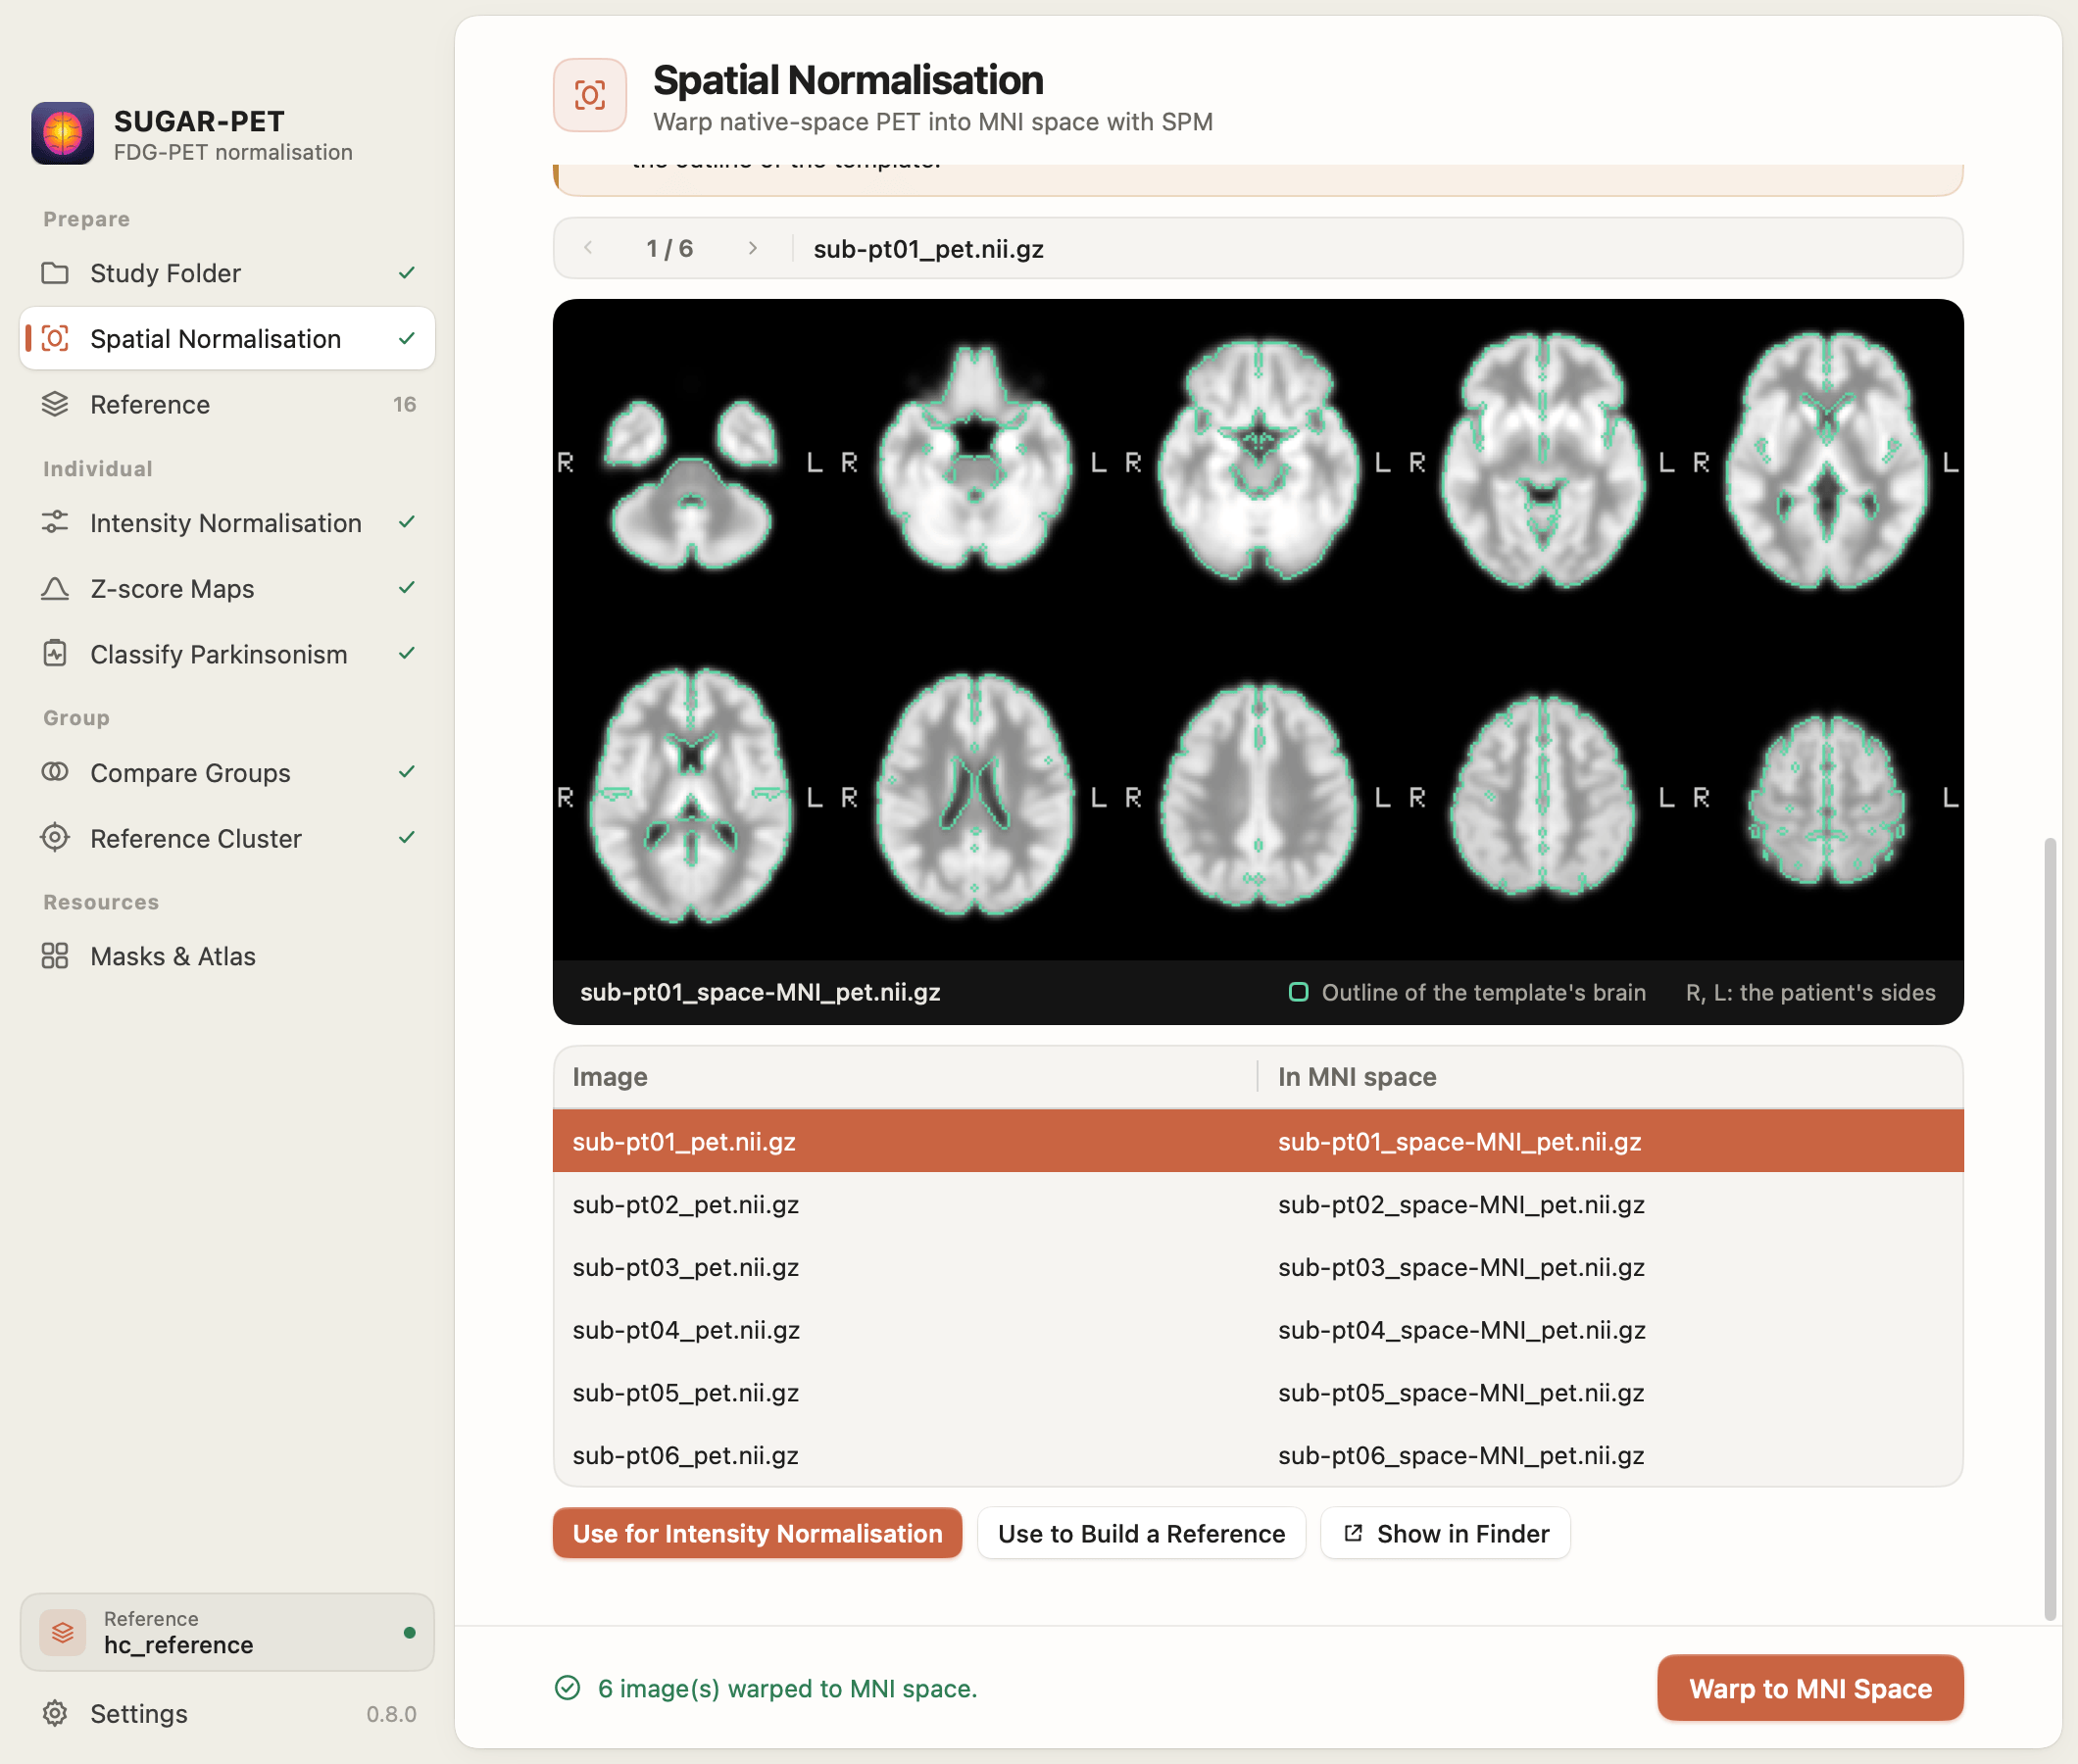 SUGAR-PET
FDG-PET normalisation
Prepare
Study Folder
Spatial Normalisation
Reference 16
Individual
Intensity Normalisation
Z-score Maps
Classify Parkinsonism
Group
Compare Groups
Reference Cluster
Resources
Masks & Atlas
Reference
hc_reference
Settings 0.8.0
Spatial Normalisation
Warp native-space PET into MNI space with SPM
the outline of the template.
1 / 6 sub-pt01_pet.nii.gz
R L R L R L R L R L
R L R L R L R L R L
sub-pt01_space-MNI_pet.nii.gz Outline of the template's brain R, L: the patient's sides
Image In MNI space
sub-pt01_pet.nii.gz sub-pt01_space-MNI_pet.nii.gz
sub-pt02_pet.nii.gz sub-pt02_space-MNI_pet.nii.gz
sub-pt03_pet.nii.gz sub-pt03_space-MNI_pet.nii.gz
sub-pt04_pet.nii.gz sub-pt04_space-MNI_pet.nii.gz
sub-pt05_pet.nii.gz sub-pt05_space-MNI_pet.nii.gz
sub-pt06_pet.nii.gz sub-pt06_space-MNI_pet.nii.gz
Use for Intensity Normalisation Use to Build a Reference Show in Finder
6 image(s) warped to MNI space. Warp to MNI Space